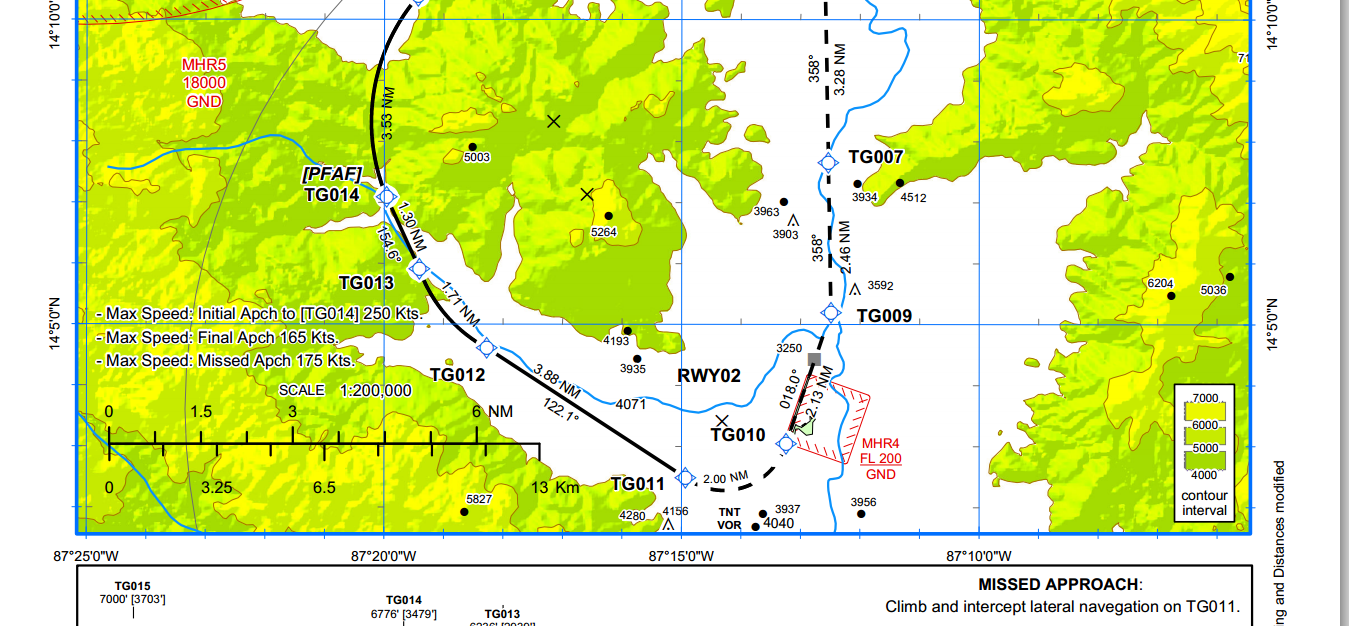 14°10'0"
14°10'0"
71
MHR5
18000
GND
3.53 NM
358°
3.28 NM
5003
TG007
[PFAF]
TG014
3934
4512
3963
3903
5264
1.30 NM
154.6°
358°
2.46 NM
TG013
1.71 NM
3592
6204
5036
14°5'0"N
14°5'0"N
- Max Speed: Initial Apch to [TG014] 250 Kts.
TG009
- Max Speed: Final Apch 165 Kts.
4193
3250
- Max Speed: Missed Apch 175 Kts.
3935
TG012
RWY02
SCALE 1:200,000
3.88 NM
122.1°
4071
018.0°
2.13 NM
7000
6000
5000
4000
contour
interval
0 1.5 3 6 NM
TG010
MHR4
FL 200
GND
0 3.25 6.5 13 Km
TG011
2.00 NM
5827
4280
4156
TNT
VOR
3937
4040
3956
87°25'0"W 87°20'0"W 87°15'0"W 87°10'0"W
ng and Distances modified
TG015
7000' [3703']
TG014
6776' [3479']
TG013
MISSED APPROACH:
Climb and intercept lateral navigation on TG011.